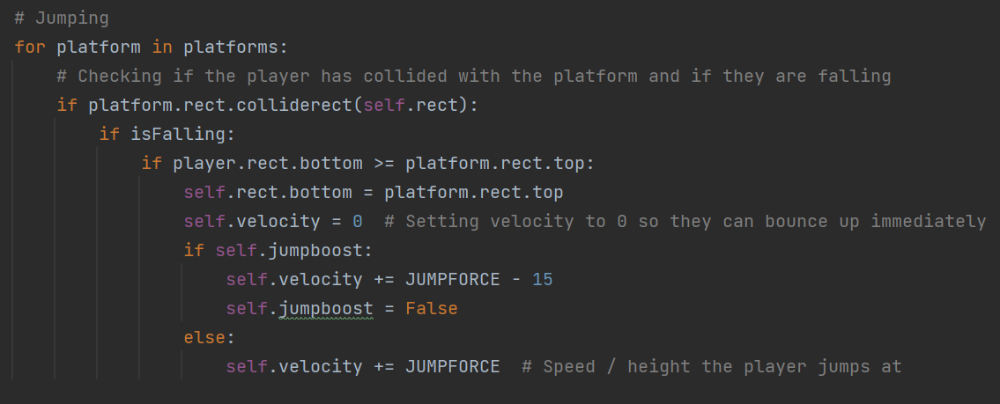 # Jumping
for platform in platforms:
    # Checking if the player has collided with the platform and if they are falling
    if platform.rect.colliderect(self.rect):
        if isFalling:
            if player.rect.bottom >= platform.rect.top:
                self.rect.bottom = platform.rect.top
                self.velocity = 0  # Setting velocity to 0 so they can bounce up immediately
                if self.jumpboost:
                    self.velocity += JUMPFORCE - 15
                    self.jumpboost = False
                else:
                    self.velocity += JUMPFORCE  # Speed / height the player jumps at